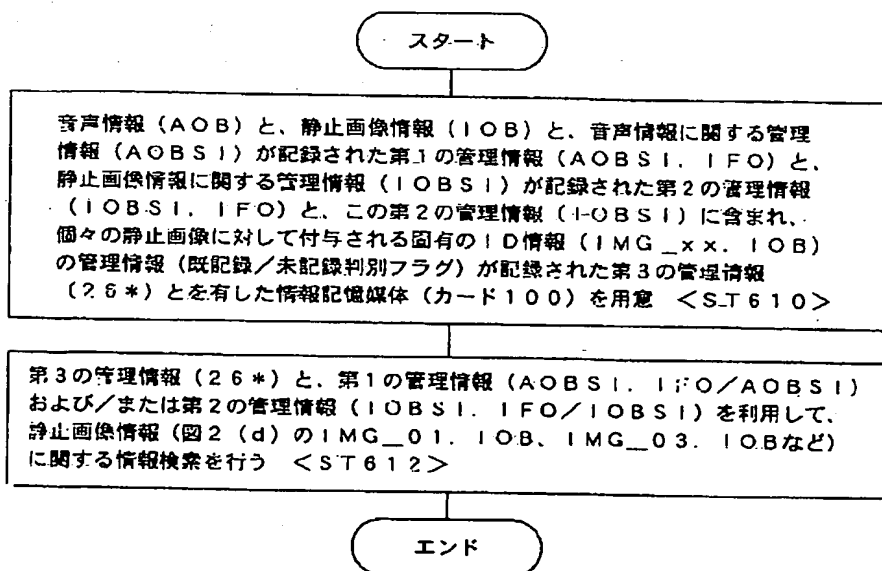 スタート
音声情報（AOB）と、静止画像情報（IOB）と、音声情報に関する管理
情報（AOBSI）が記録された第1の管理情報（AOBSI．IFO）と、
静止画像情報に関する管理情報（IOBSI）が記録された第2の管理情報
（IOBSI．IFO）と、この第2の管理情報（IOBSI）に含まれ、
個々の静止画像に対して付与される固有のID情報（IMG_xx．IOB）
の管理情報（既記録／未記録判別フラグ）が記録された第3の管理情報
（26*）とを有した情報記憶媒体（カード100）を用意　＜ST610＞
第3の管理情報（26*）と、第1の管理情報（AOBSI．IFO／AOBSI）
および／または第2の管理情報（IOBSI．IFO／IOBSI）を利用して、
静止画像情報（図2（d）のIMG__01．IOB、IMG__03．IOBなど）
に関する情報検索を行う　＜ST612＞
エンド